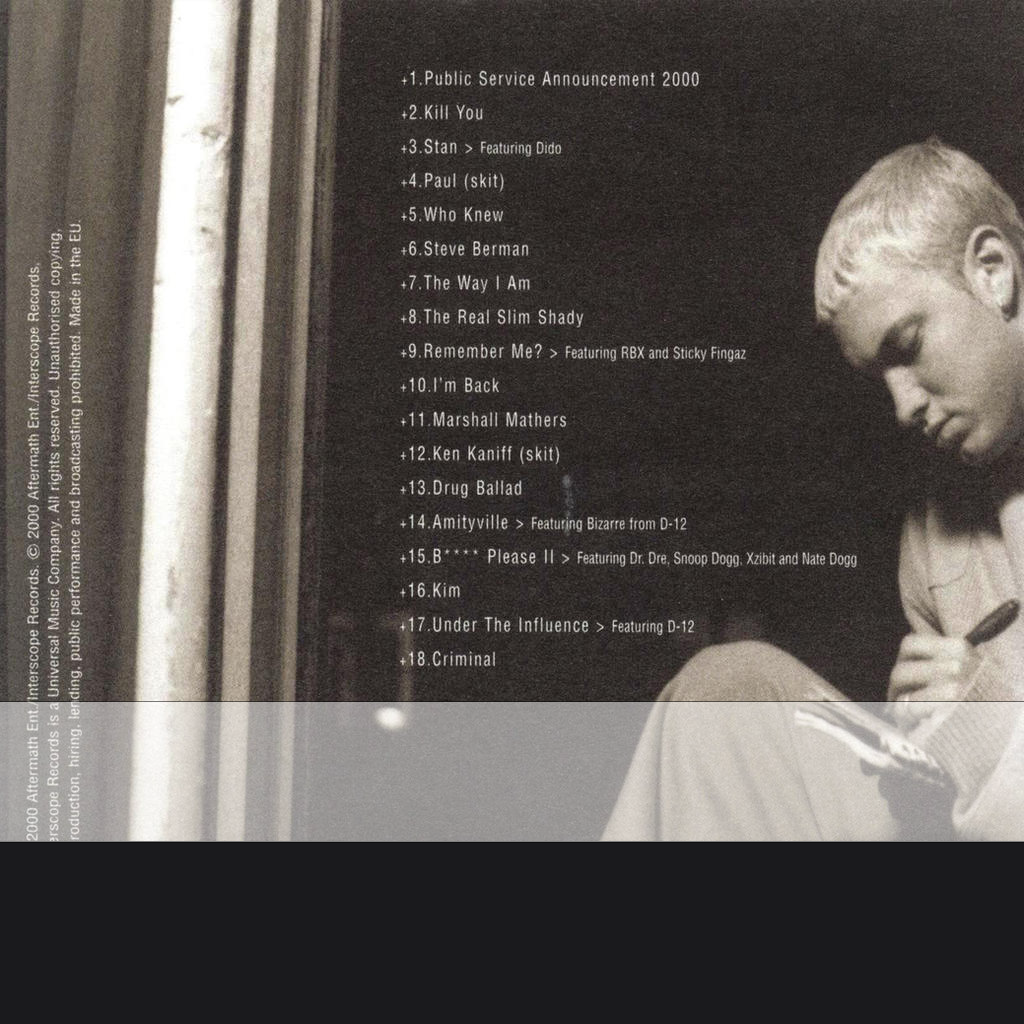 +1.Public Service Announcement 2000
+2.Kill You
+3.Stan > Featuring Dido
+4.Paul (skit)
+5.Who Knew
+6.Steve Berman
+7.The Way I Am
+8.The Real Slim Shady
+9.Remember Me? > Featuring RBX and Sticky Fingaz
+10.I'm Back
+11.Marshall Mathers
+12.Ken Kaniff (skit)
+13.Drug Ballad
+14.Amityville > Featuring Bizarre from D-12
+15.B**** Please II > Featuring Dr. Dre, Snoop Dogg, Xzibit and Nate Dogg
+16.Kim
+17.Under The Influence > Featuring D-12
+18.Criminal
2000 Aftermath Ent./Interscope Records. © 2000 Aftermath Ent./Interscope Records.
erscope Records is a Universal Music Company. All rights reserved. Unauthorised copying,
roduction, hiring, lending, public performance and broadcasting prohibited. Made in the EU.